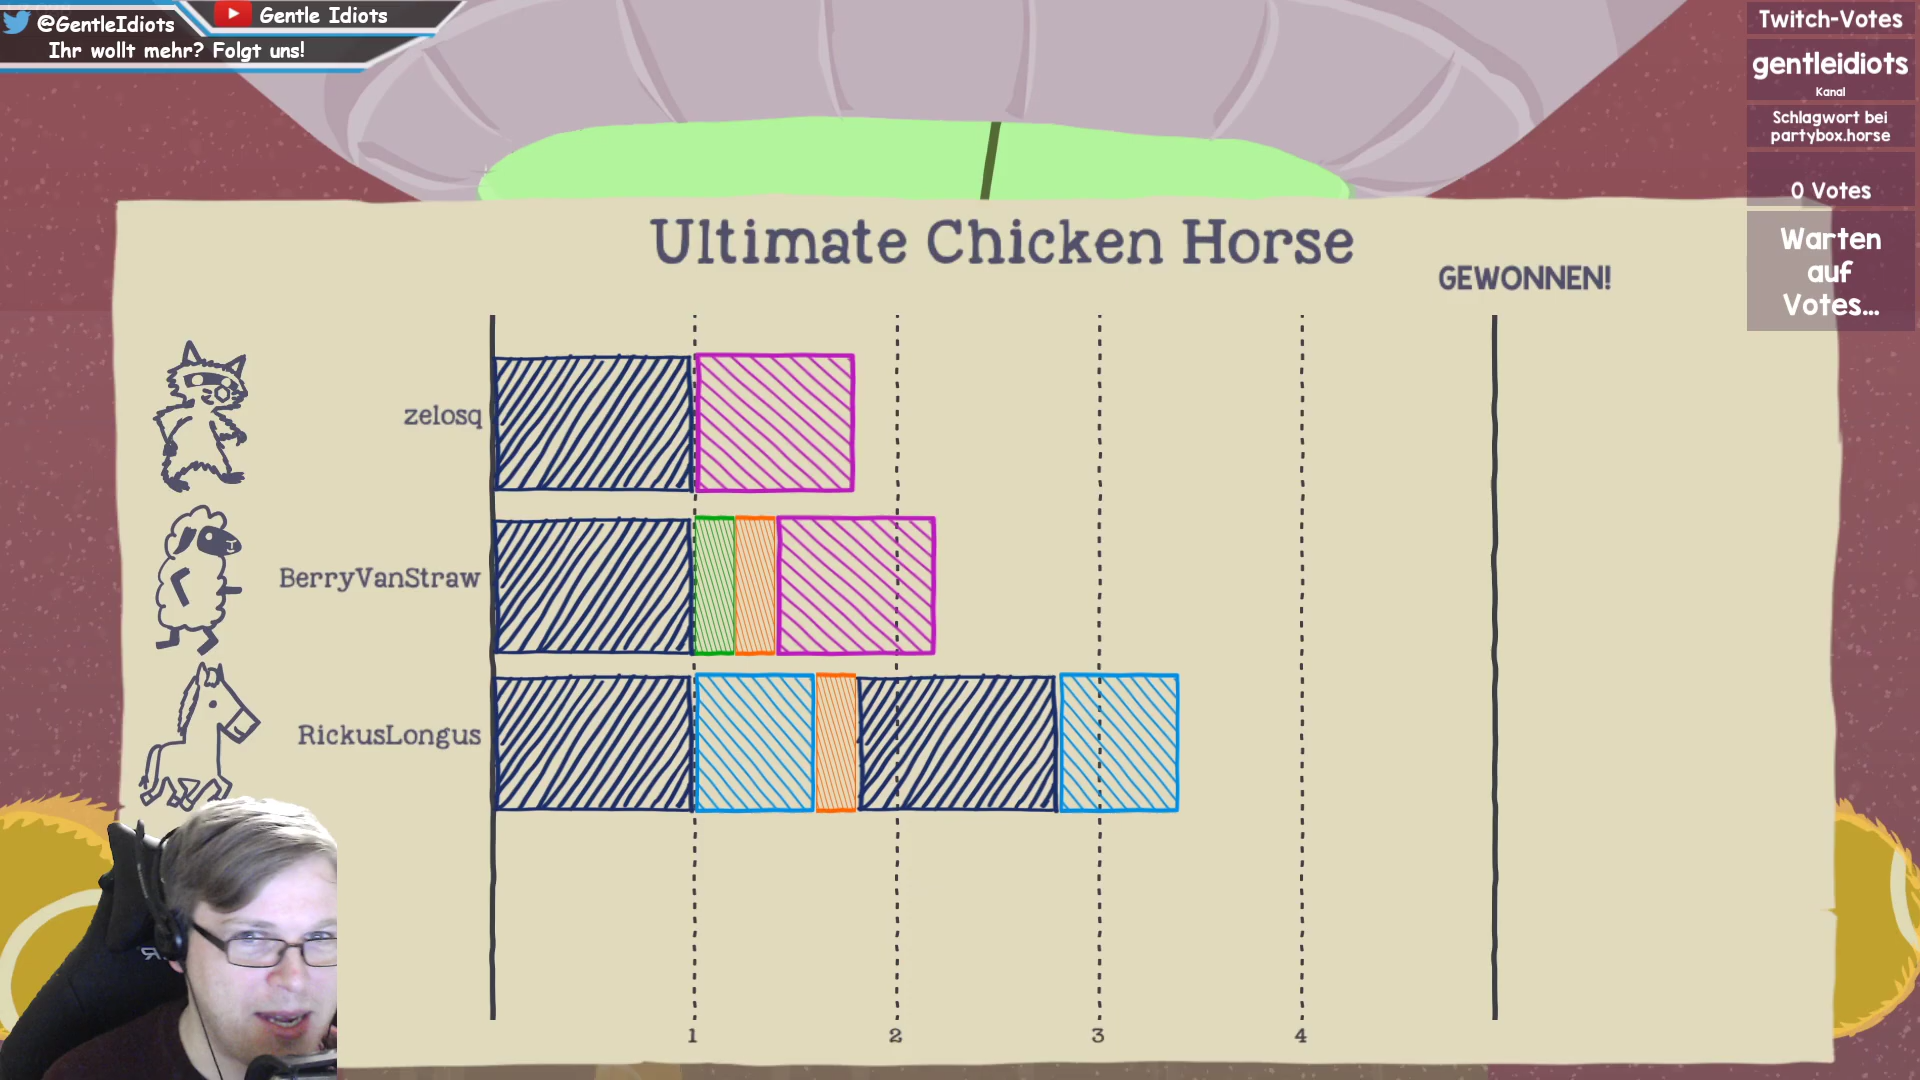 @GentleIdiots
Gentle Idiots
Ihr wollt mehr? Folgt uns!
Twitch-Votes
gentleidiots
Kanal
Schlagwort bei
partybox.horse
0 Votes
Warten
auf
Votes...
Ultimate Chicken Horse
GEWONNEN!
zelosq
BerryVanStraw
RickusLongus
1 2 3 4